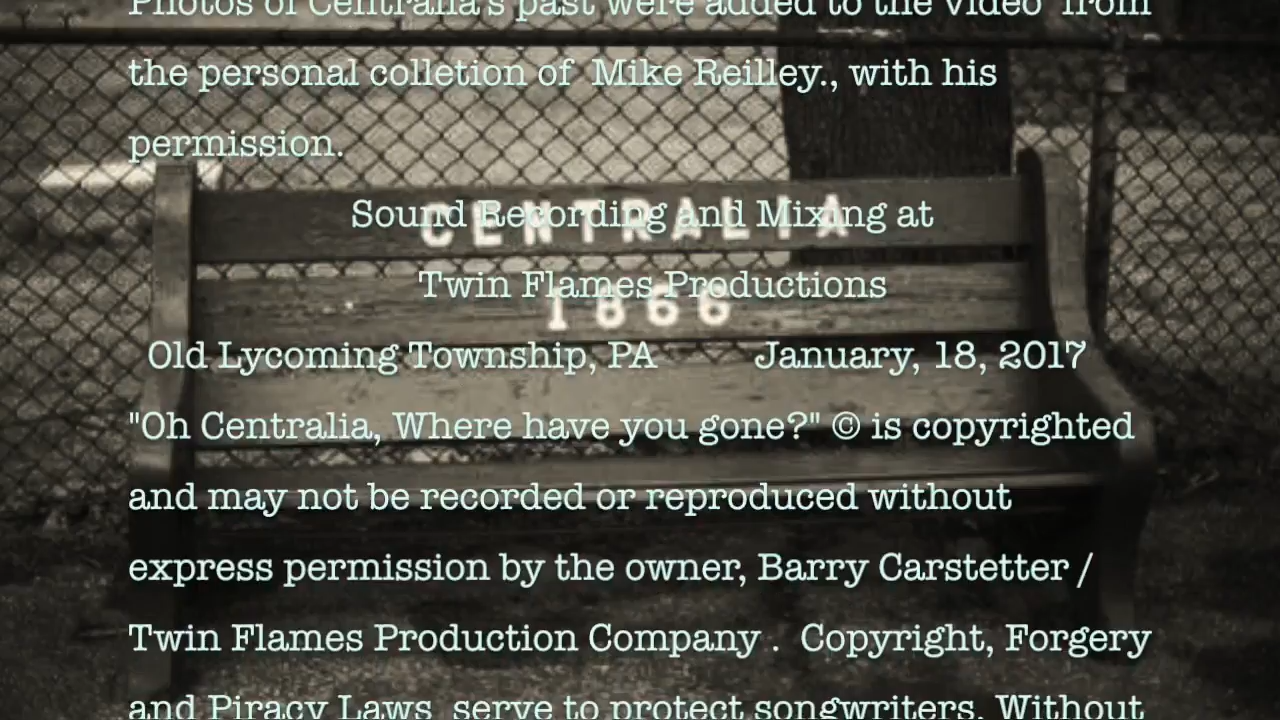 Photos of Centralia's past were added to the video from
the personal colletion of Mike Reilley., with his
permission.
Sound Recording and Mixing at
CENTRALIA
Twin Flames Productions
1866
Old Lycoming Township, PA January, 18, 2017
"Oh Centralia, Where have you gone?" © is copyrighted
and may not be recorded or reproduced without
express permission by the owner, Barry Carstetter /
Twin Flames Production Company . Copyright, Forgery
and Piracy Laws serve to protect songwriters. Without